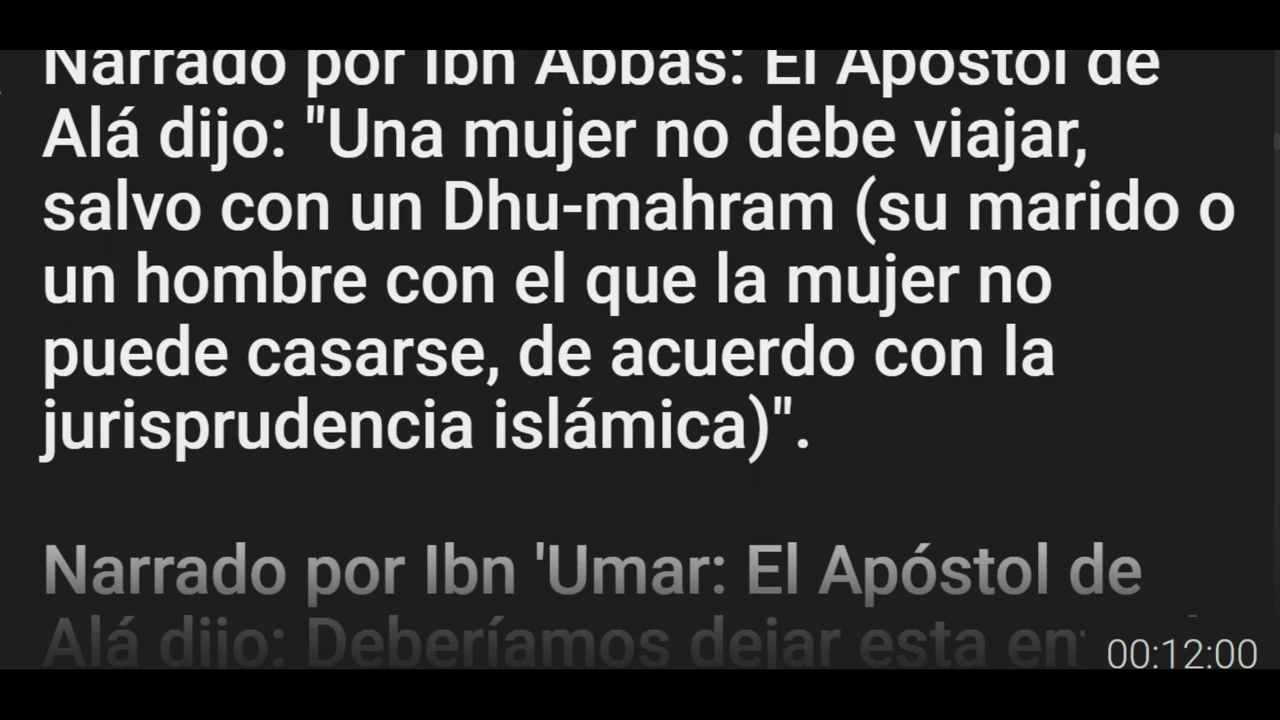 Narrado por Ibn Abbas: El Apóstol de
Alá dijo: "Una mujer no debe viajar,
salvo con un Dhu-mahram (su marido o
un hombre con el que la mujer no
puede casarse, de acuerdo con la
jurisprudencia islámica)".
Narrado por Ibn 'Umar: El Apóstol de
Alá dijo: Deberíamos dejar esta
00:12:00